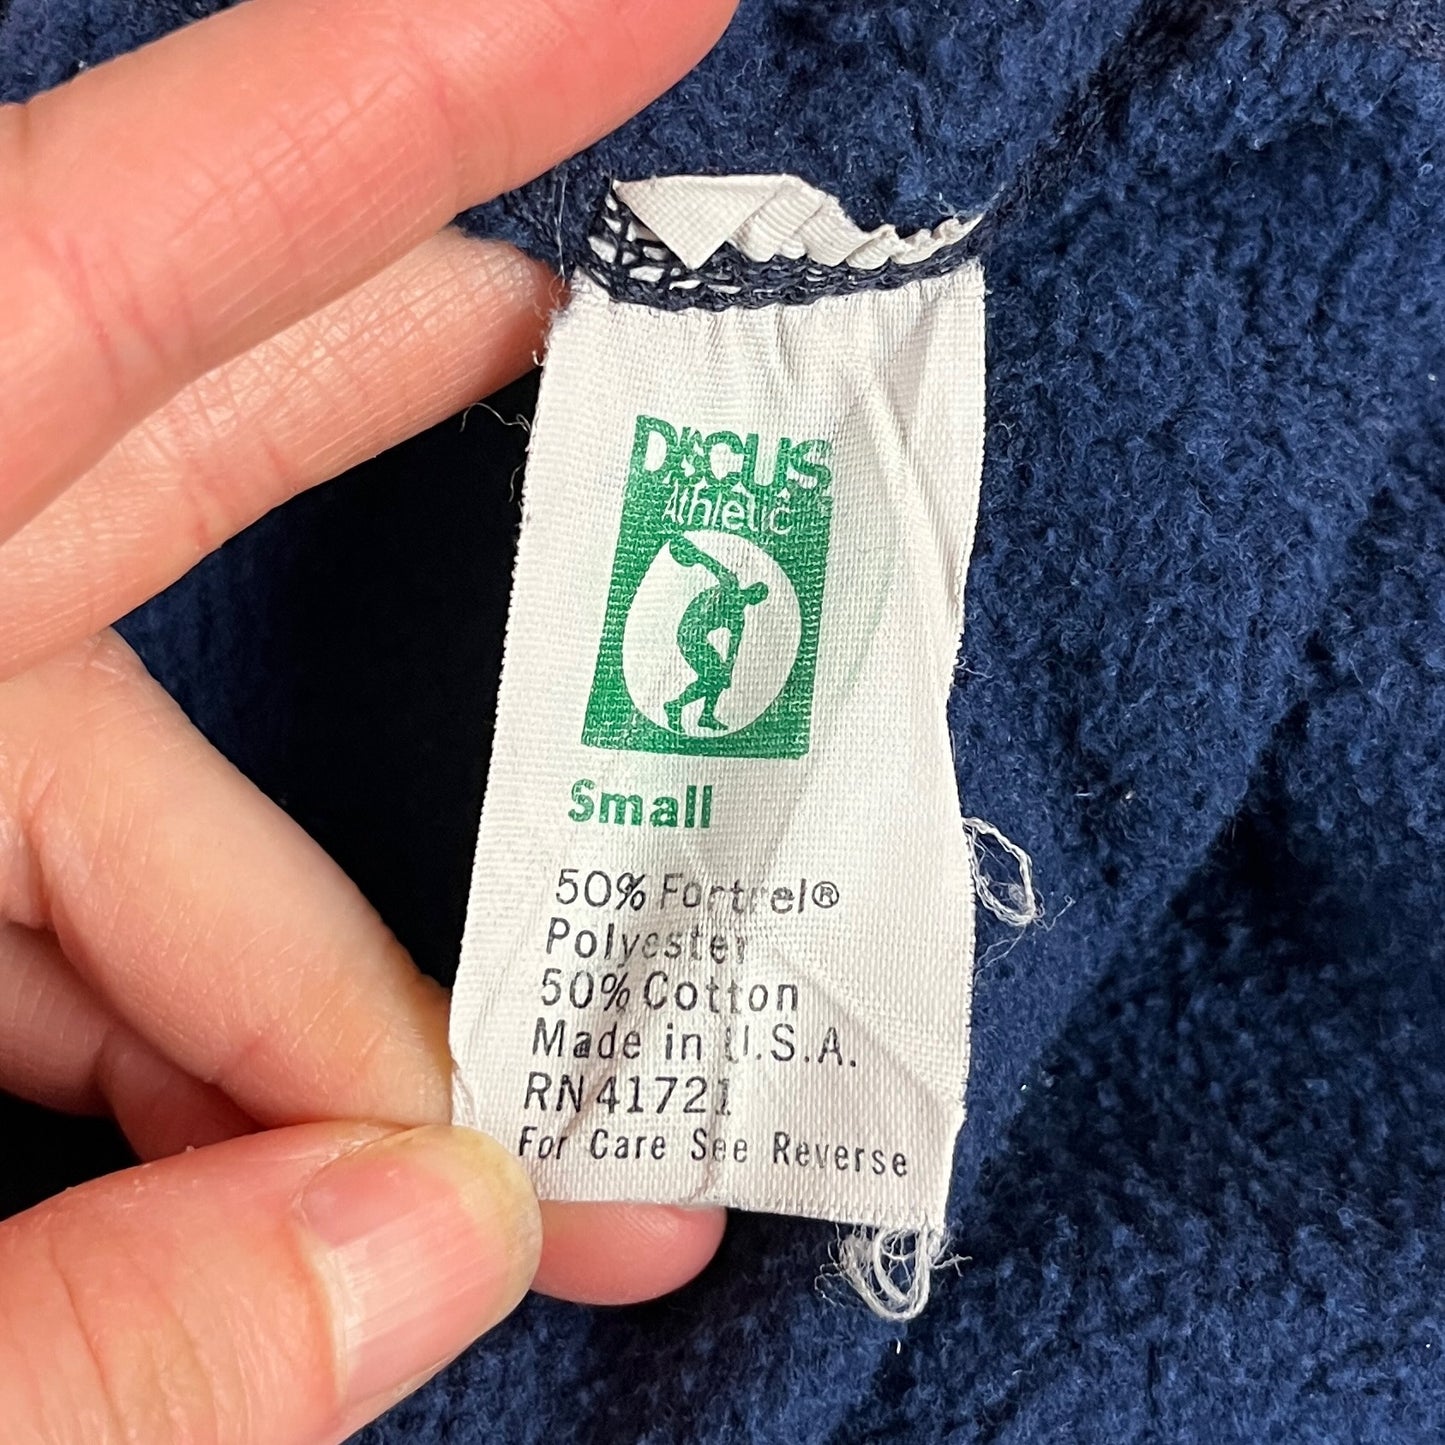 DISCUS
Athletic
Small
50% Fortrel®
Polyester
50% Cotton
Made in U.S.A.
RN 41721
For Care See Reverse